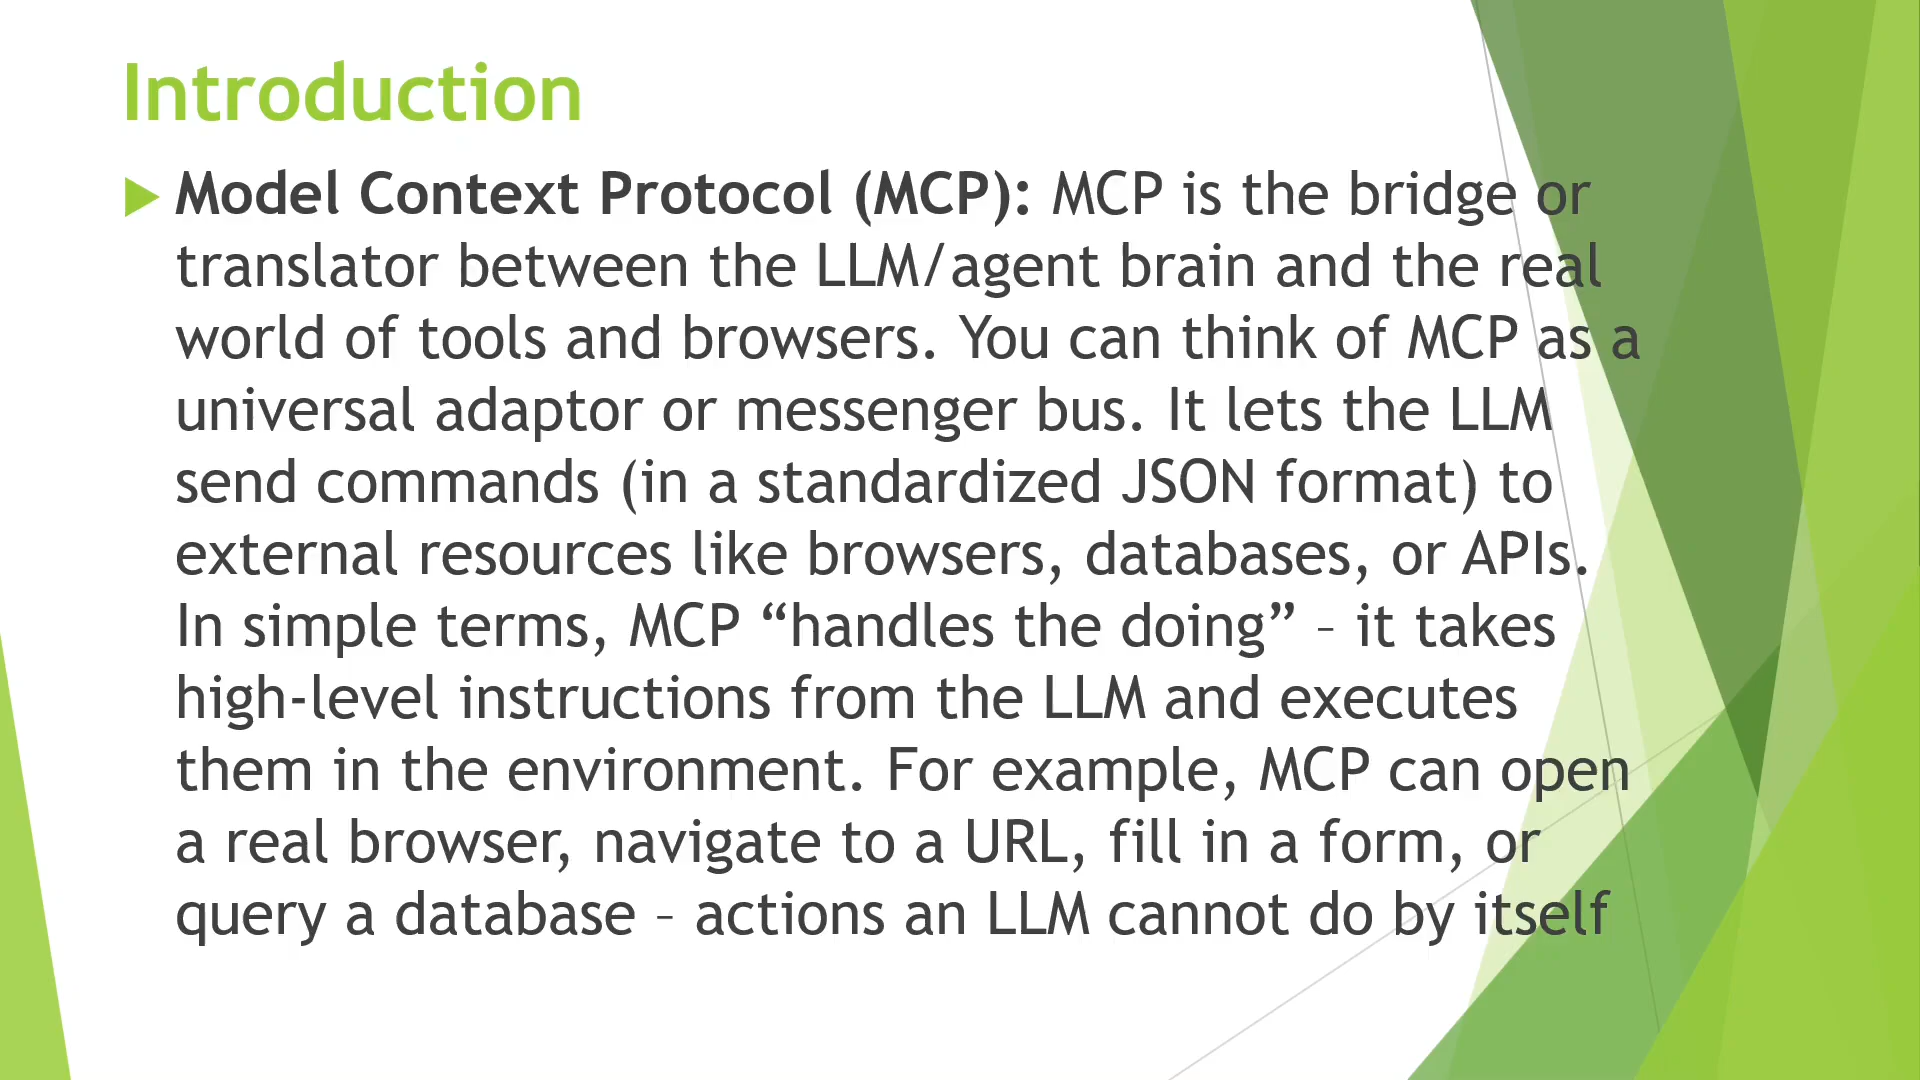 Introduction
Model Context Protocol (MCP): MCP is the bridge or
translator between the LLM/agent brain and the real
world of tools and browsers. You can think of MCP as a
universal adaptor or messenger bus. It lets the LLM
send commands (in a standardized JSON format) to
external resources like browsers, databases, or APIs.
In simple terms, MCP “handles the doing” – it takes
high-level instructions from the LLM and executes
them in the environment. For example, MCP can open
a real browser, navigate to a URL, fill in a form, or
query a database – actions an LLM cannot do by itself